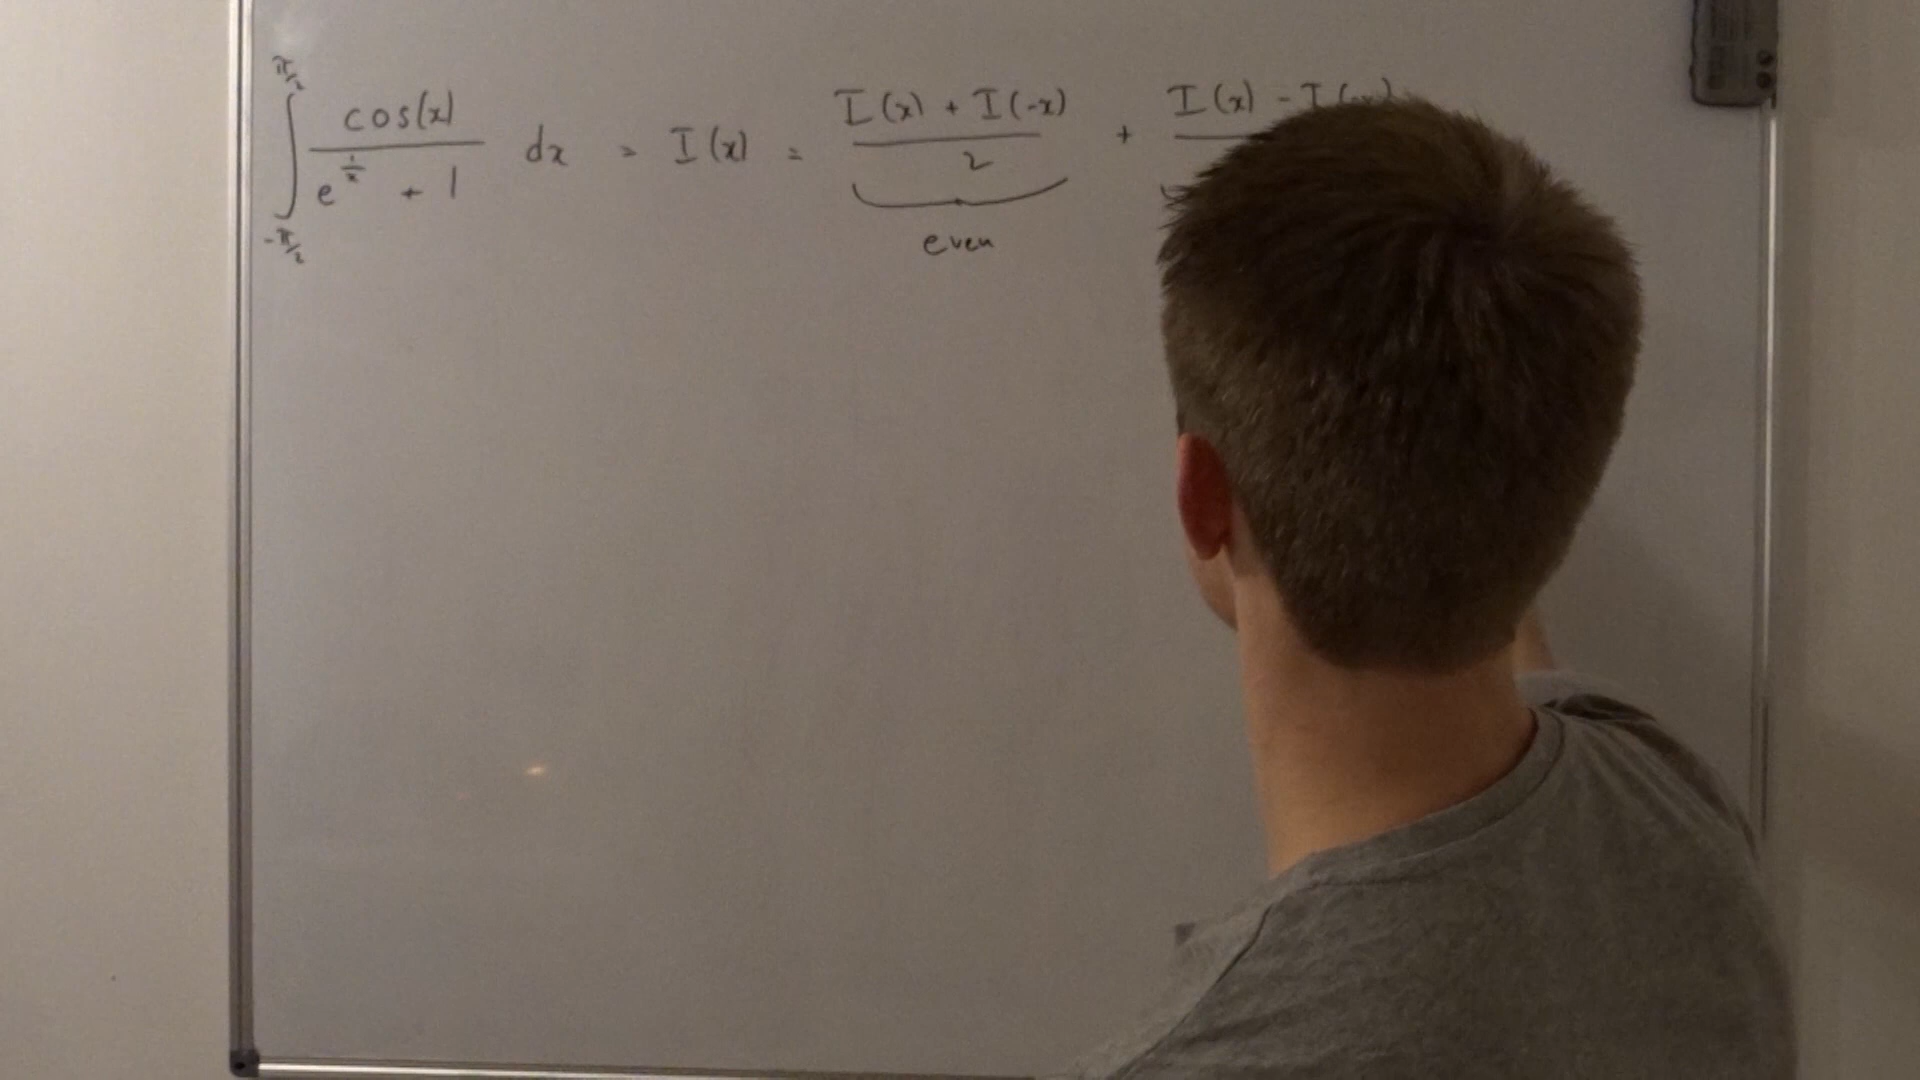 ∫_{-π/2}^{π/2} cos(x) / (e^{1/x} + 1) dx = I(x) = (I(x) + I(-x)) / 2 + I(x) - I(-x)
even